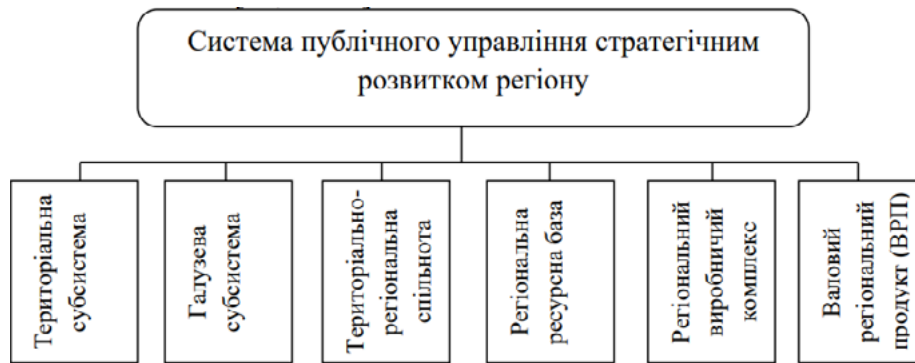 Система публічного управління стратегічним
розвитком регіону
Територіальна
субсистема
Галузева
субсистема
Територіально-
регіональна
спільнота
Регіональна
ресурсна база
Регіональний
виробничий
комплекс
Валовий
регіональний
продукт (ВРП)